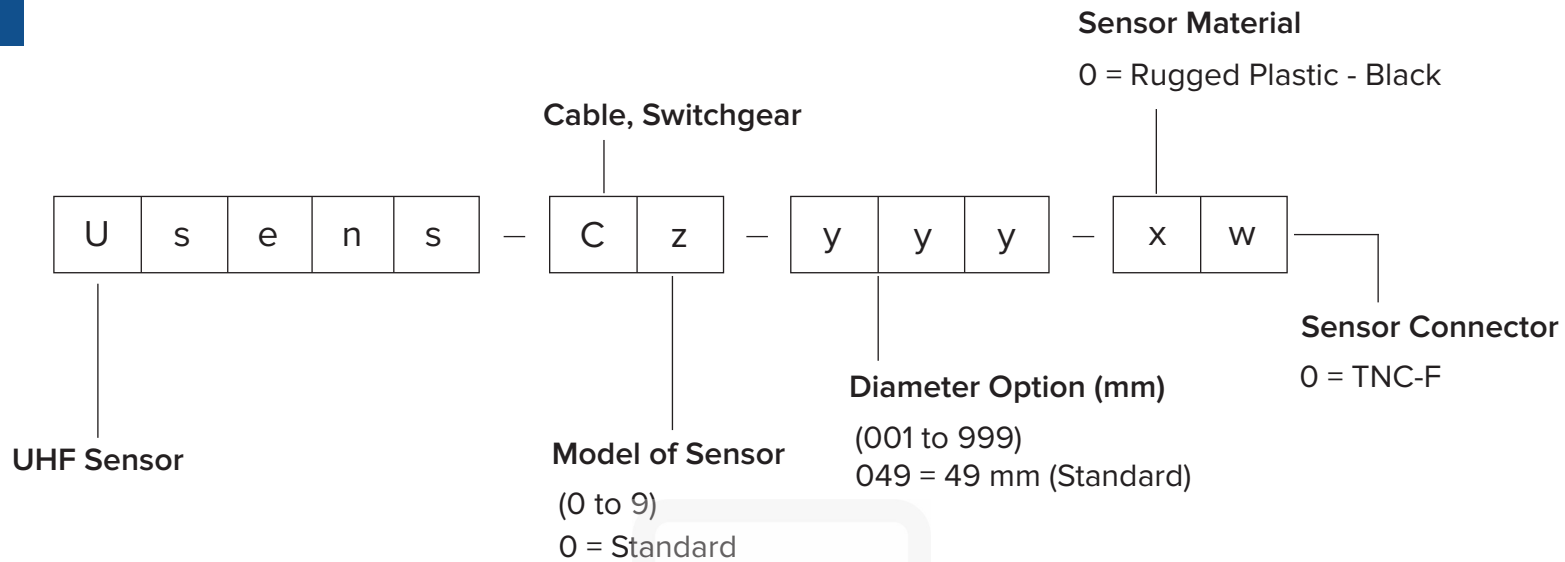 Sensor Material
0 = Rugged Plastic - Black
Cable, Switchgear
U s e n s – C z – y y y – x w
Sensor Connector
0 = TNC-F
Diameter Option (mm)
(001 to 999)
049 = 49 mm (Standard)
UHF Sensor
Model of Sensor
(0 to 9)
0 = Standard